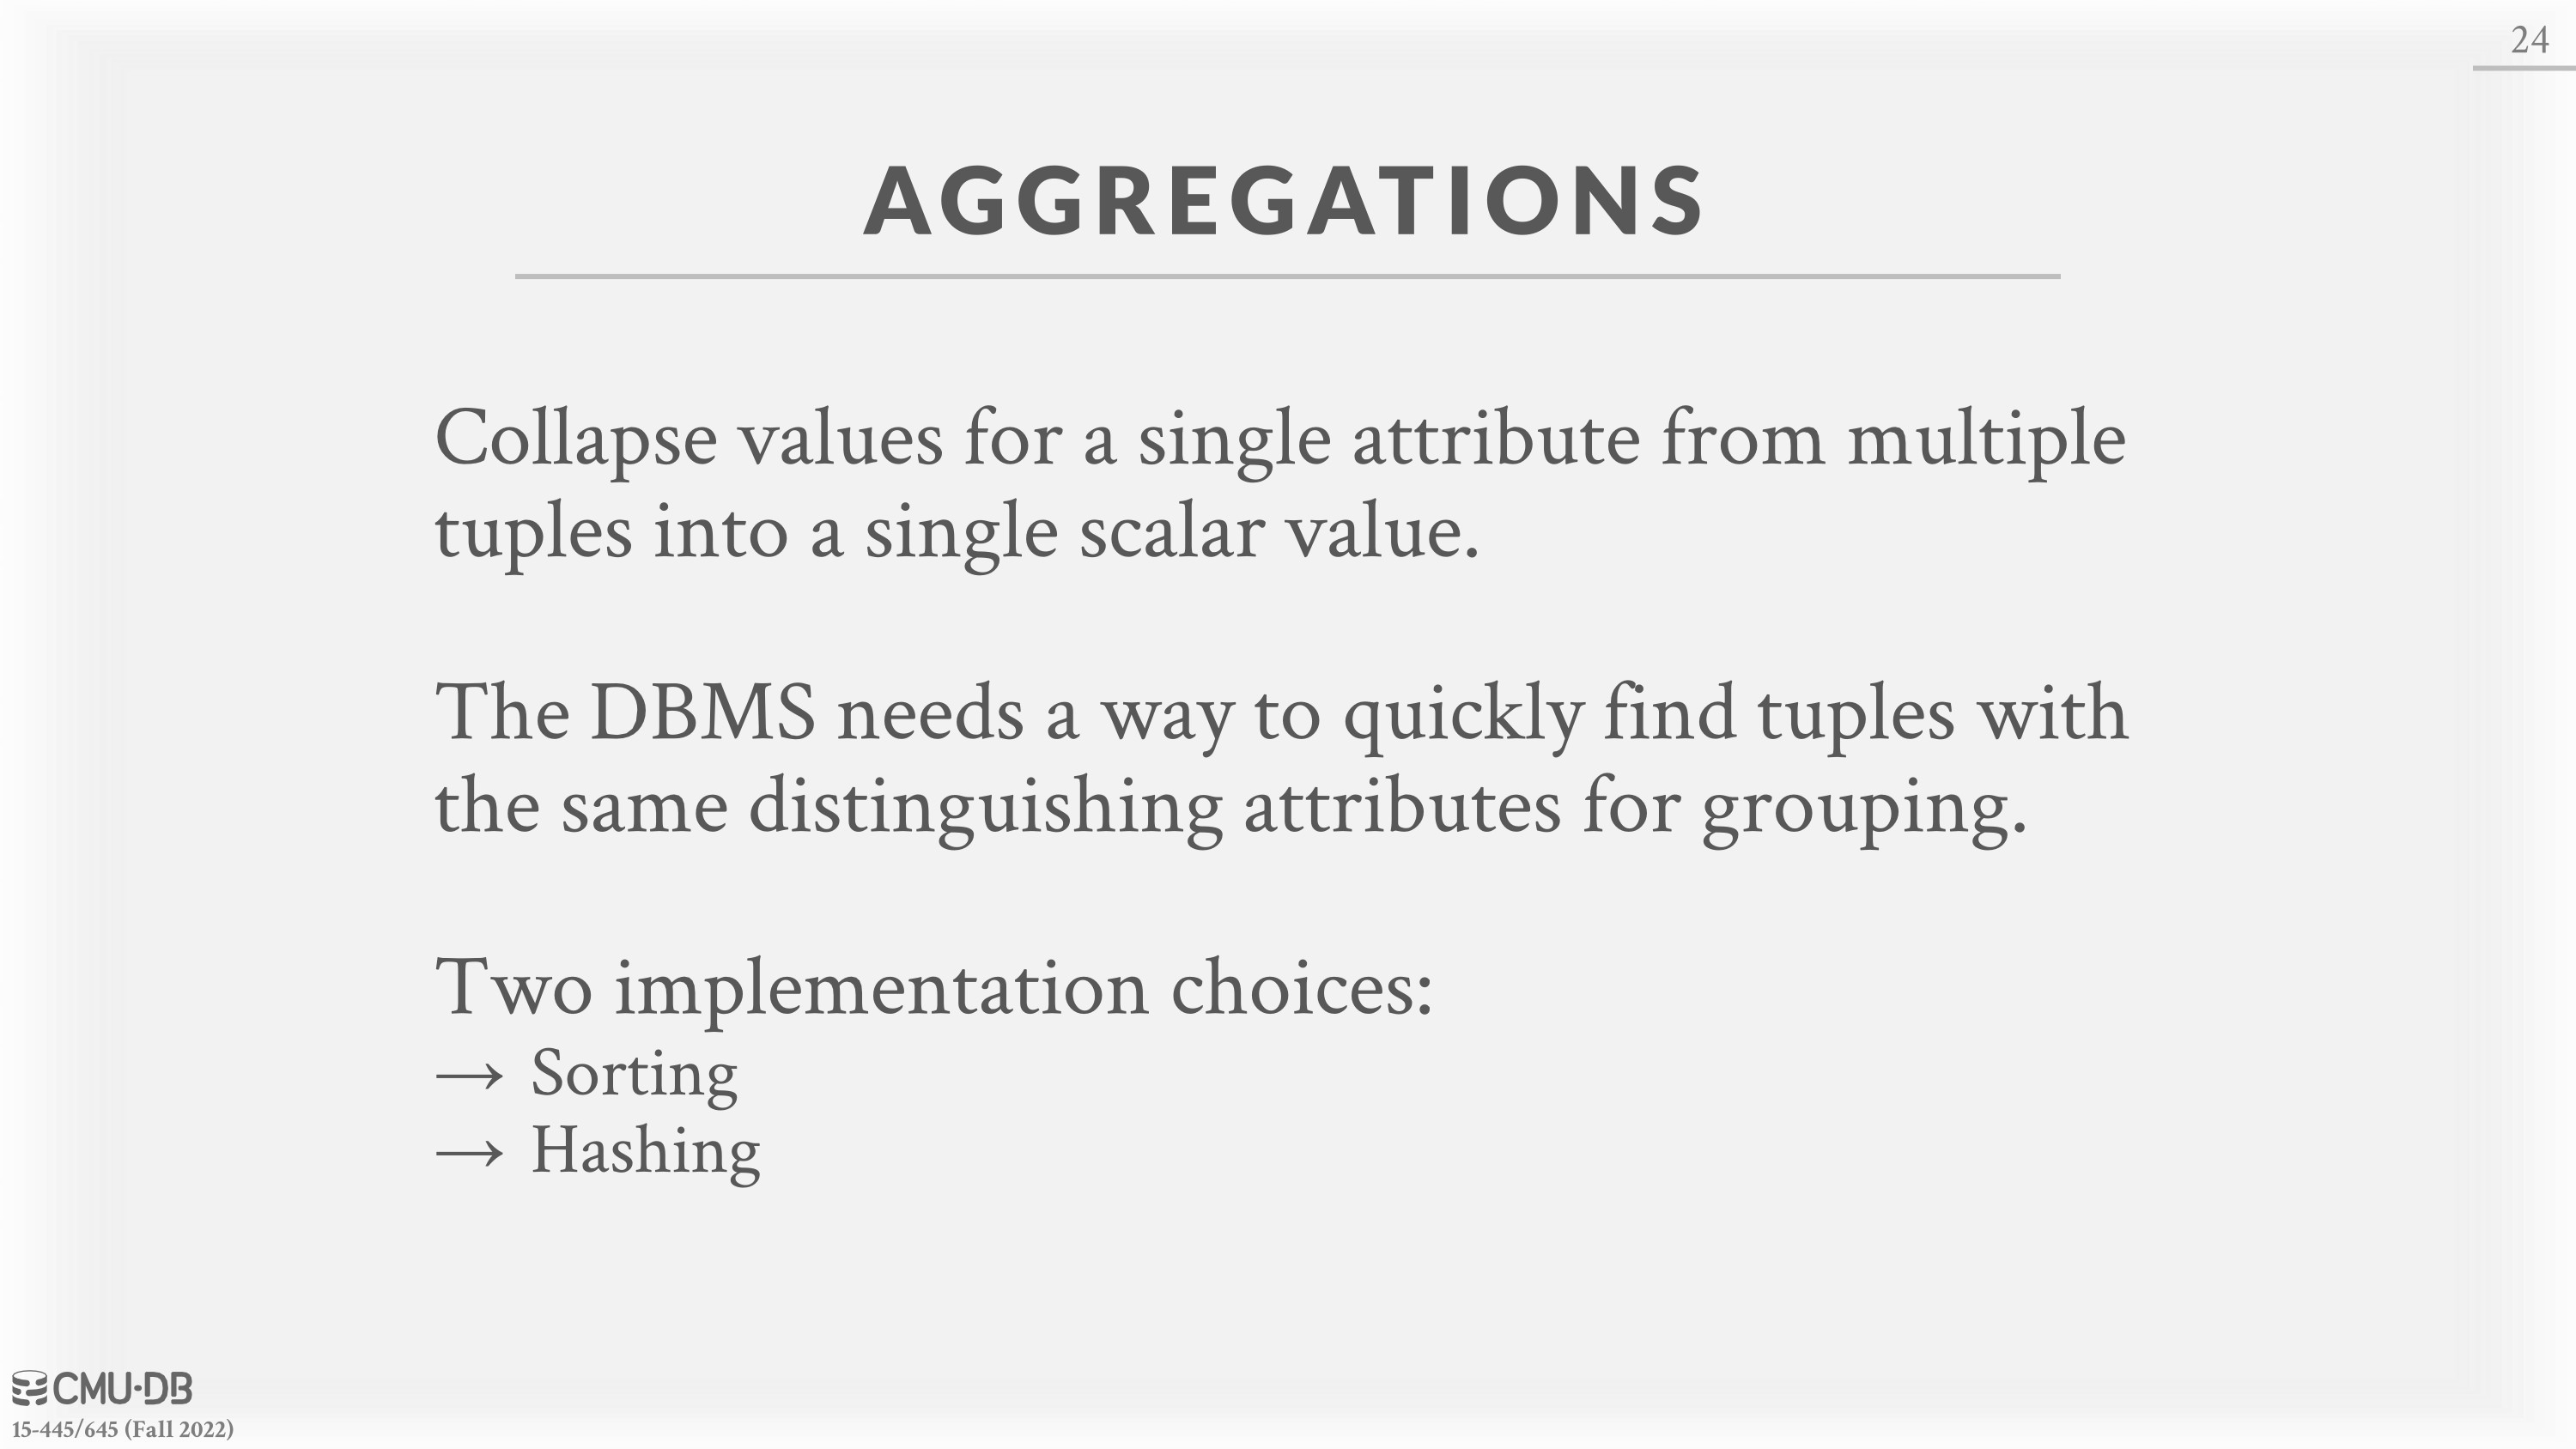 24
AGGREGATIONS
Collapse values for a single attribute from multiple
tuples into a single scalar value.
The DBMS needs a way to quickly find tuples with
the same distinguishing attributes for grouping.
Two implementation choices:
→ Sorting
→ Hashing
CMU·DB
15-445/645 (Fall 2022)